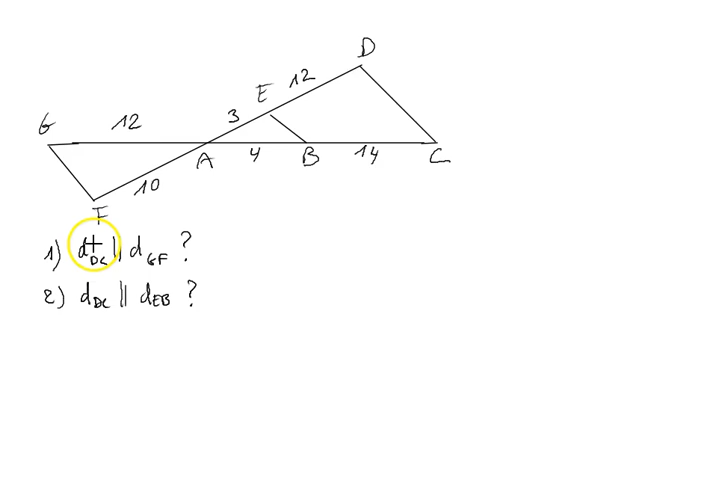 D
12
E
3
G
12
A
4
B
14
C
10
F
1) d_DC || d_GF ?
2) d_DC || d_EB ?